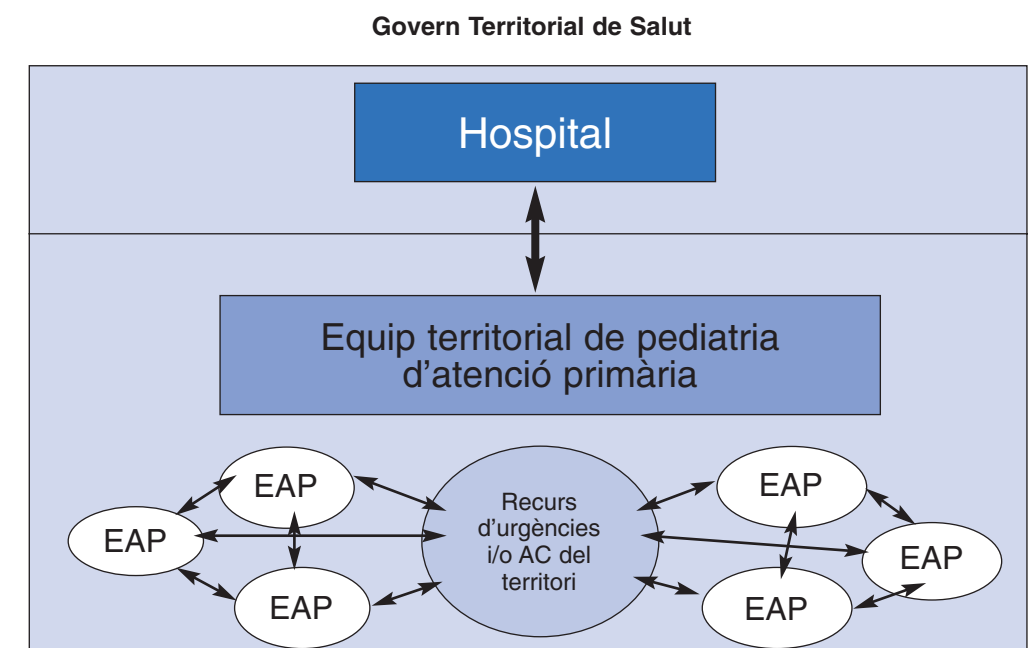 Govern Territorial de Salut
Hospital
Equip territorial de pediatria
d'atenció primària
EAP
EAP
EAP
Recurs
d'urgències
i/o AC del
territori
EAP
EAP
EAP